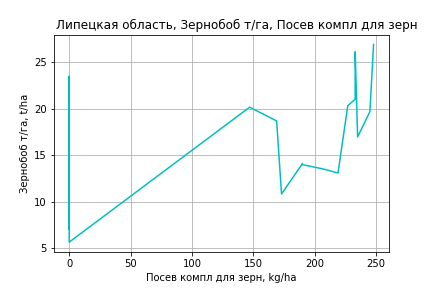 Липецкая область, Зернобоб т/га, Посев компл для зерн
25
20
15
10
5
Зернобоб т/га, t/ha
0 50 100 150 200 250
Посев компл для зерн, kg/ha